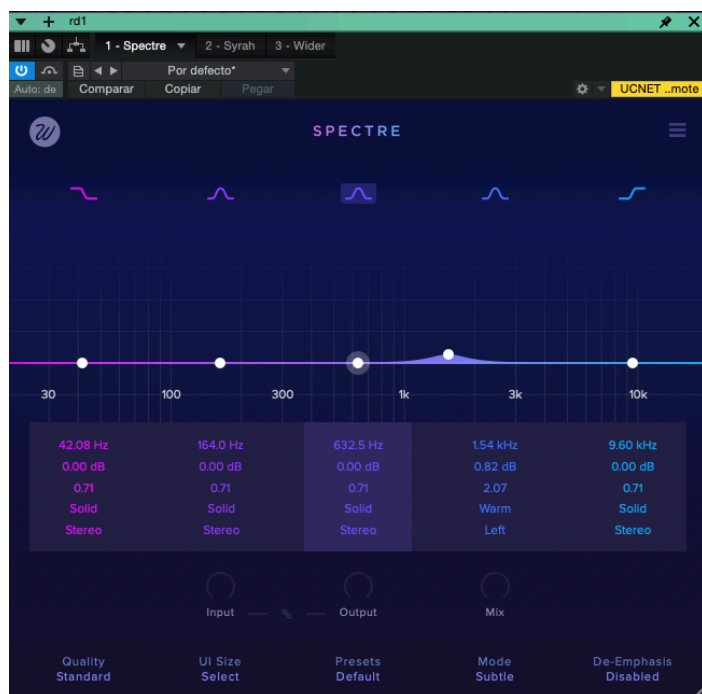 rd1
1 - Spectre 2 - Syrah 3 - Wider
Por defecto*
Auto: de Comparar Copiar Pegar UCNET ..mote
W SPECTRE
30 100 300 1k 3k 10k
42.08 Hz 164.0 Hz 632.5 Hz 1.54 kHz 9.60 kHz
0.00 dB 0.00 dB 0.00 dB 0.82 dB 0.00 dB
0.71 0.71 0.71 2.07 0.71
Solid Solid Solid Warm Solid
Stereo Stereo Stereo Left Stereo
Input Output Mix
Quality UI Size Presets Mode De-Emphasis
Standard Select Default Subtle Disabled